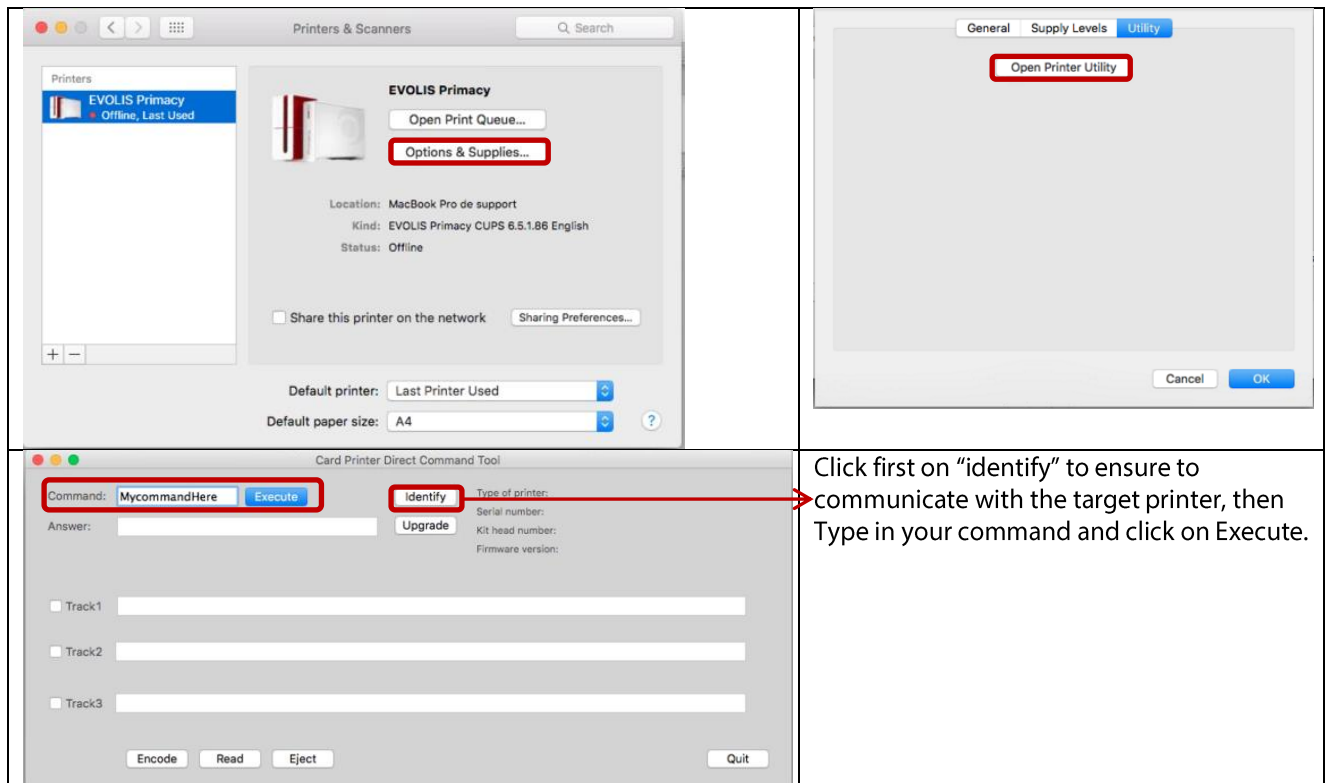 Printers & Scanners
Search
Printers
EVOLIS Primacy
Offline, Last Used
EVOLIS Primacy
Open Print Queue...
Options & Supplies...
Location: MacBook Pro de support
Kind: EVOLIS Primacy CUPS 6.5.1.86 English
Status: Offline
Share this printer on the network
Sharing Preferences...
+ −
Default printer: Last Printer Used
Default paper size: A4
?
General Supply Levels Utility
Open Printer Utility
Cancel OK
Card Printer Direct Command Tool
Command: MycommandHere Execute
Identify
Type of printer:
Serial number:
Answer:
Upgrade
Kit head number:
Firmware version:
Track1
Track2
Track3
Encode Read Eject Quit
Click first on “identify” to ensure to
communicate with the target printer, then
Type in your command and click on Execute.